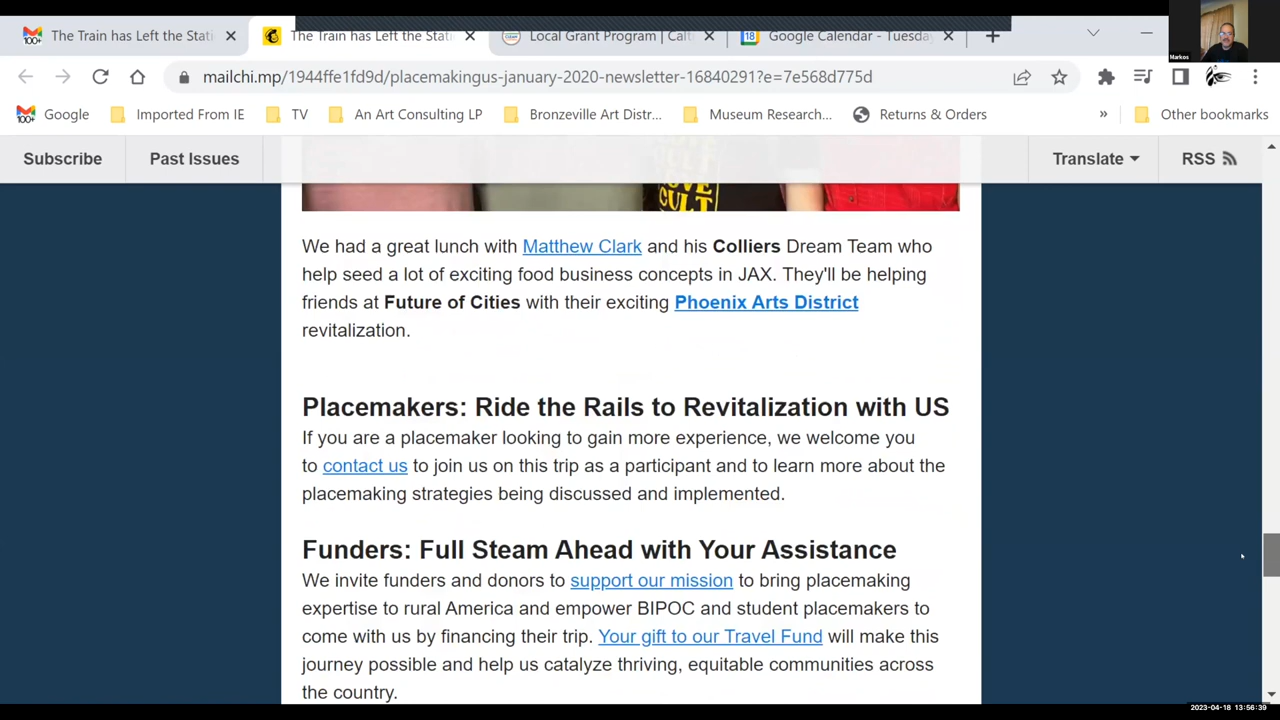 The Train has Left the Stati
The Train has Left the Stati
Local Grant Program | Calt
Google Calendar - Tuesday
mailchi.mp/1944ffe1fd9d/placemakingus-january-2020-newsletter-16840291?e=7e568d775d
Markos
Google
Imported From IE
TV
An Art Consulting LP
Bronzeville Art Distr...
Museum Research...
Returns & Orders
»
Other bookmarks
Subscribe
Past Issues
Translate
RSS
CULT
We had a great lunch with Matthew Clark and his Colliers Dream Team who
help seed a lot of exciting food business concepts in JAX. They'll be helping
friends at Future of Cities with their exciting Phoenix Arts District
revitalization.
Placemakers: Ride the Rails to Revitalization with US
If you are a placemaker looking to gain more experience, we welcome you
to contact us to join us on this trip as a participant and to learn more about the
placemaking strategies being discussed and implemented.
Funders: Full Steam Ahead with Your Assistance
We invite funders and donors to support our mission to bring placemaking
expertise to rural America and empower BIPOC and student placemakers to
come with us by financing their trip. Your gift to our Travel Fund will make this
journey possible and help us catalyze thriving, equitable communities across
the country.
2023-04-18 13:56:39